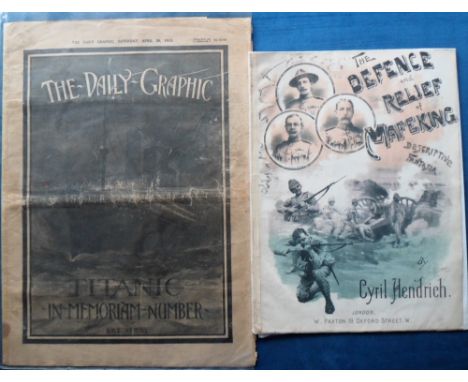 THE DAILY GRAPHIC, SATURDAY, APRIL 20, 1912.
THE-DAILY-GRAPHIC
TITANIC
-IN-MEMORIAM-NUMBER-
THE
DEFENCE
and
RELIEF
of
MAFEKING
DESCRIPTIVE
FANTASIA
BY
Cyril Hendrich.
LONDON,
W. PAXTON 19 OXFORD STREET. W.